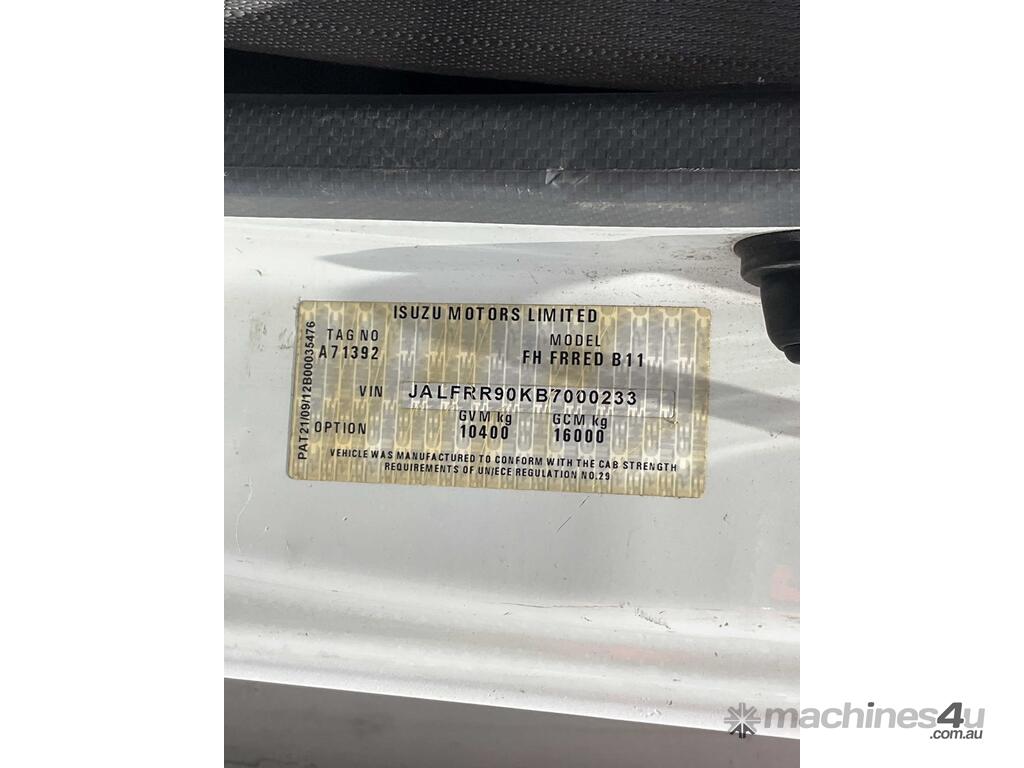 ISUZU MOTORS LIMITED
TAG NO
MODEL
A71392
FH FRRED B11
VIN JALFRR90KB7000233
GVM kg
GCM kg
OPTION
10400
16000
VEHICLE WAS MANUFACTURED TO CONFORM WITH THE CAB STRENGTH
REQUIREMENTS OF UN/ECE REGULATION NO.29
PAT21/09/12B00035476
machines4u
.com.au